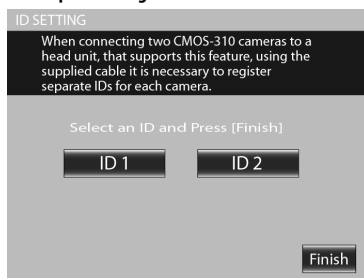 ID SETTING
When connecting two CMOS-310 cameras to a
head unit, that supports this feature, using the
supplied cable it is necessary to register
separate IDs for each camera.
Select an ID and Press [Finish]
ID 1
ID 2
Finish